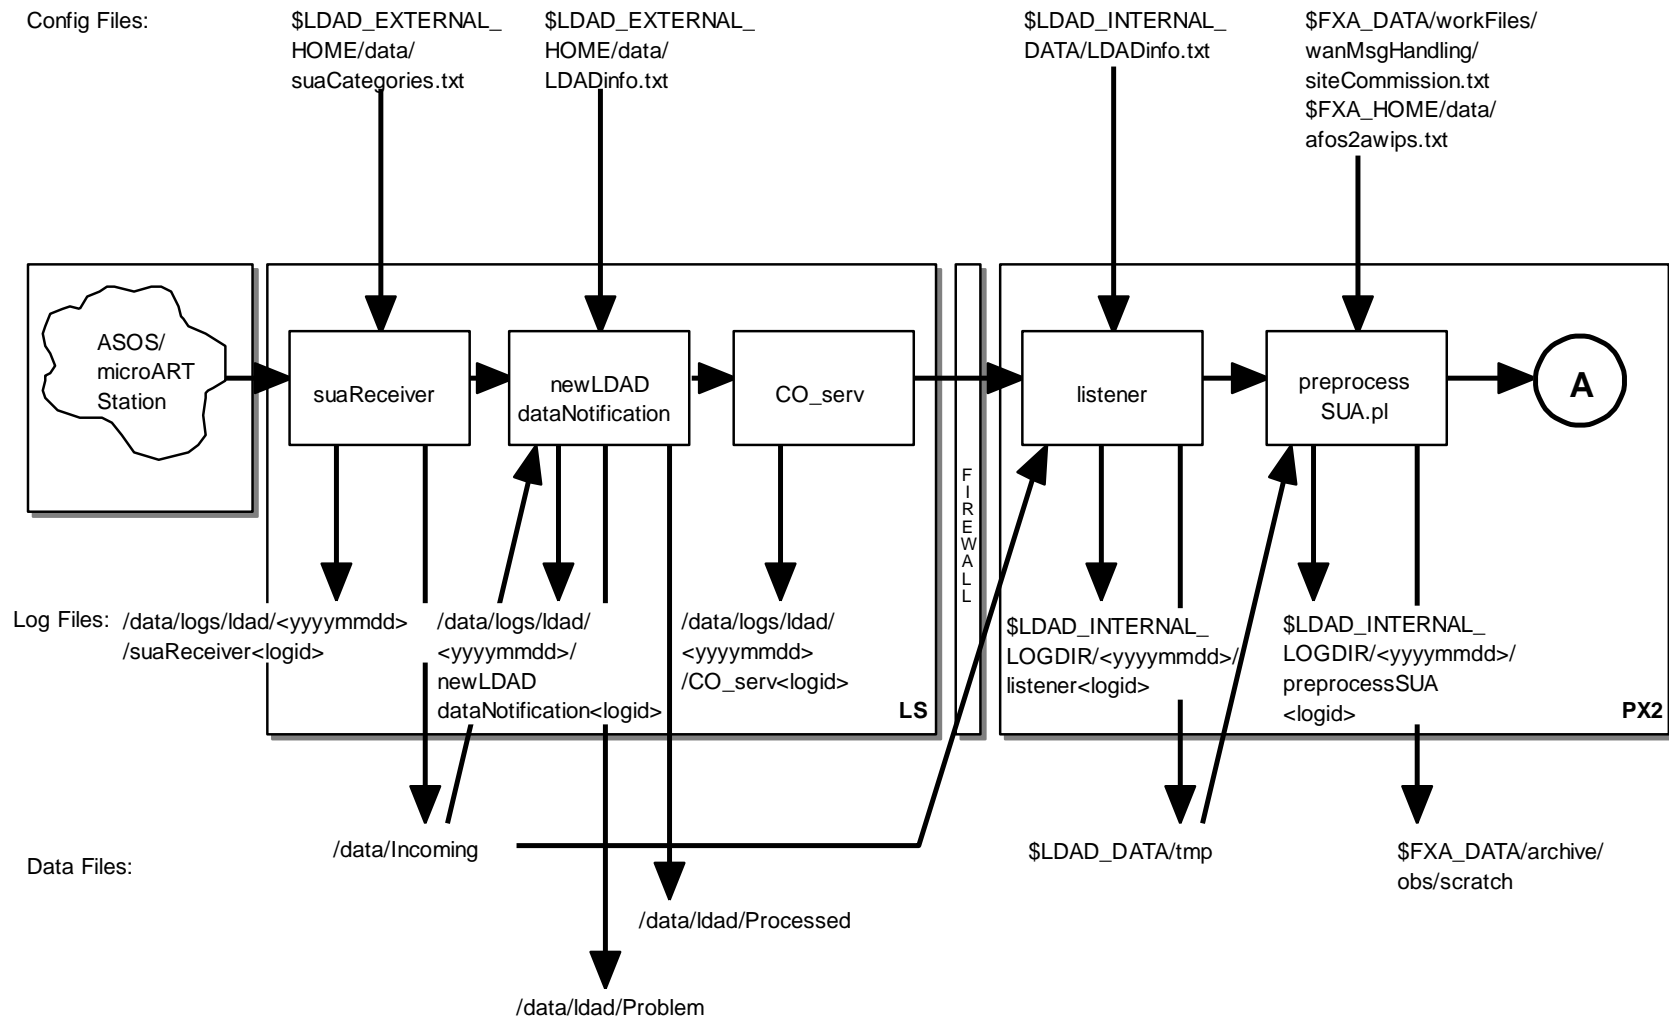 Config Files:
$LDAD_EXTERNAL_
HOME/data/
suaCategories.txt
$LDAD_EXTERNAL_
HOME/data/
LDADinfo.txt
$LDAD_INTERNAL_
DATA/LDADinfo.txt
$FXA_DATA/workFiles/
wanMsgHandling/
siteCommission.txt
$FXA_HOME/data/
afos2awips.txt
ASOS/
microART
Station
suaReceiver
newLDAD
dataNotification
CO_serv
FIREWALL
listener
preprocess
SUA.pl
A
Log Files:
/data/logs/ldad/<yyyymmdd>
/suaReceiver<logid>
/data/logs/ldad/
<yyyymmdd>/
newLDAD
dataNotification<logid>
/data/logs/ldad/
<yyyymmdd>
/CO_serv<logid>
LS
$LDAD_INTERNAL_
LOGDIR/<yyyymmdd>/
listener<logid>
$LDAD_INTERNAL_
LOGDIR/<yyyymmdd>/
preprocessSUA
<logid>
PX2
Data Files:
/data/Incoming
/data/ldad/Processed
/data/ldad/Problem
$LDAD_DATA/tmp
$FXA_DATA/archive/
obs/scratch